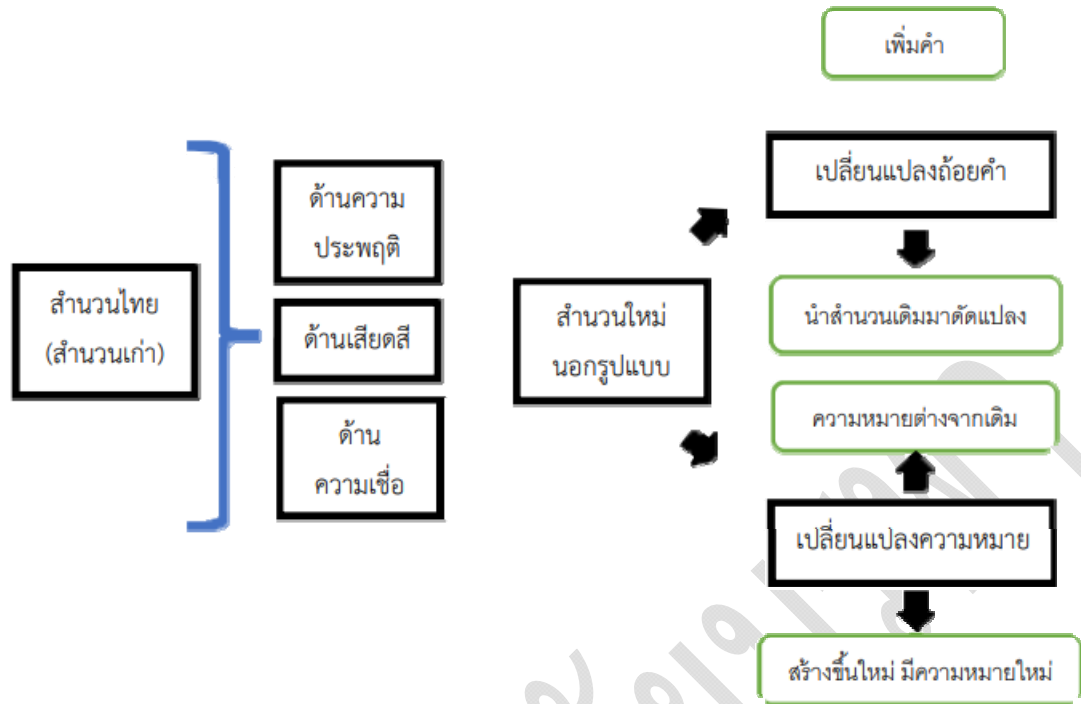 สำนวนไทย
(สำนวนเก่า)
ด้านความ
ประพฤติ
ด้านเสียดสี
ด้าน
ความเชื่อ
สำนวนใหม่
นอกรูปแบบ
เพิ่มคำ
เปลี่ยนแปลงถ้อยคำ
นำสำนวนเดิมมาดัดแปลง
ความหมายต่างจากเดิม
เปลี่ยนแปลงความหมาย
สร้างขึ้นใหม่ มีความหมายใหม่